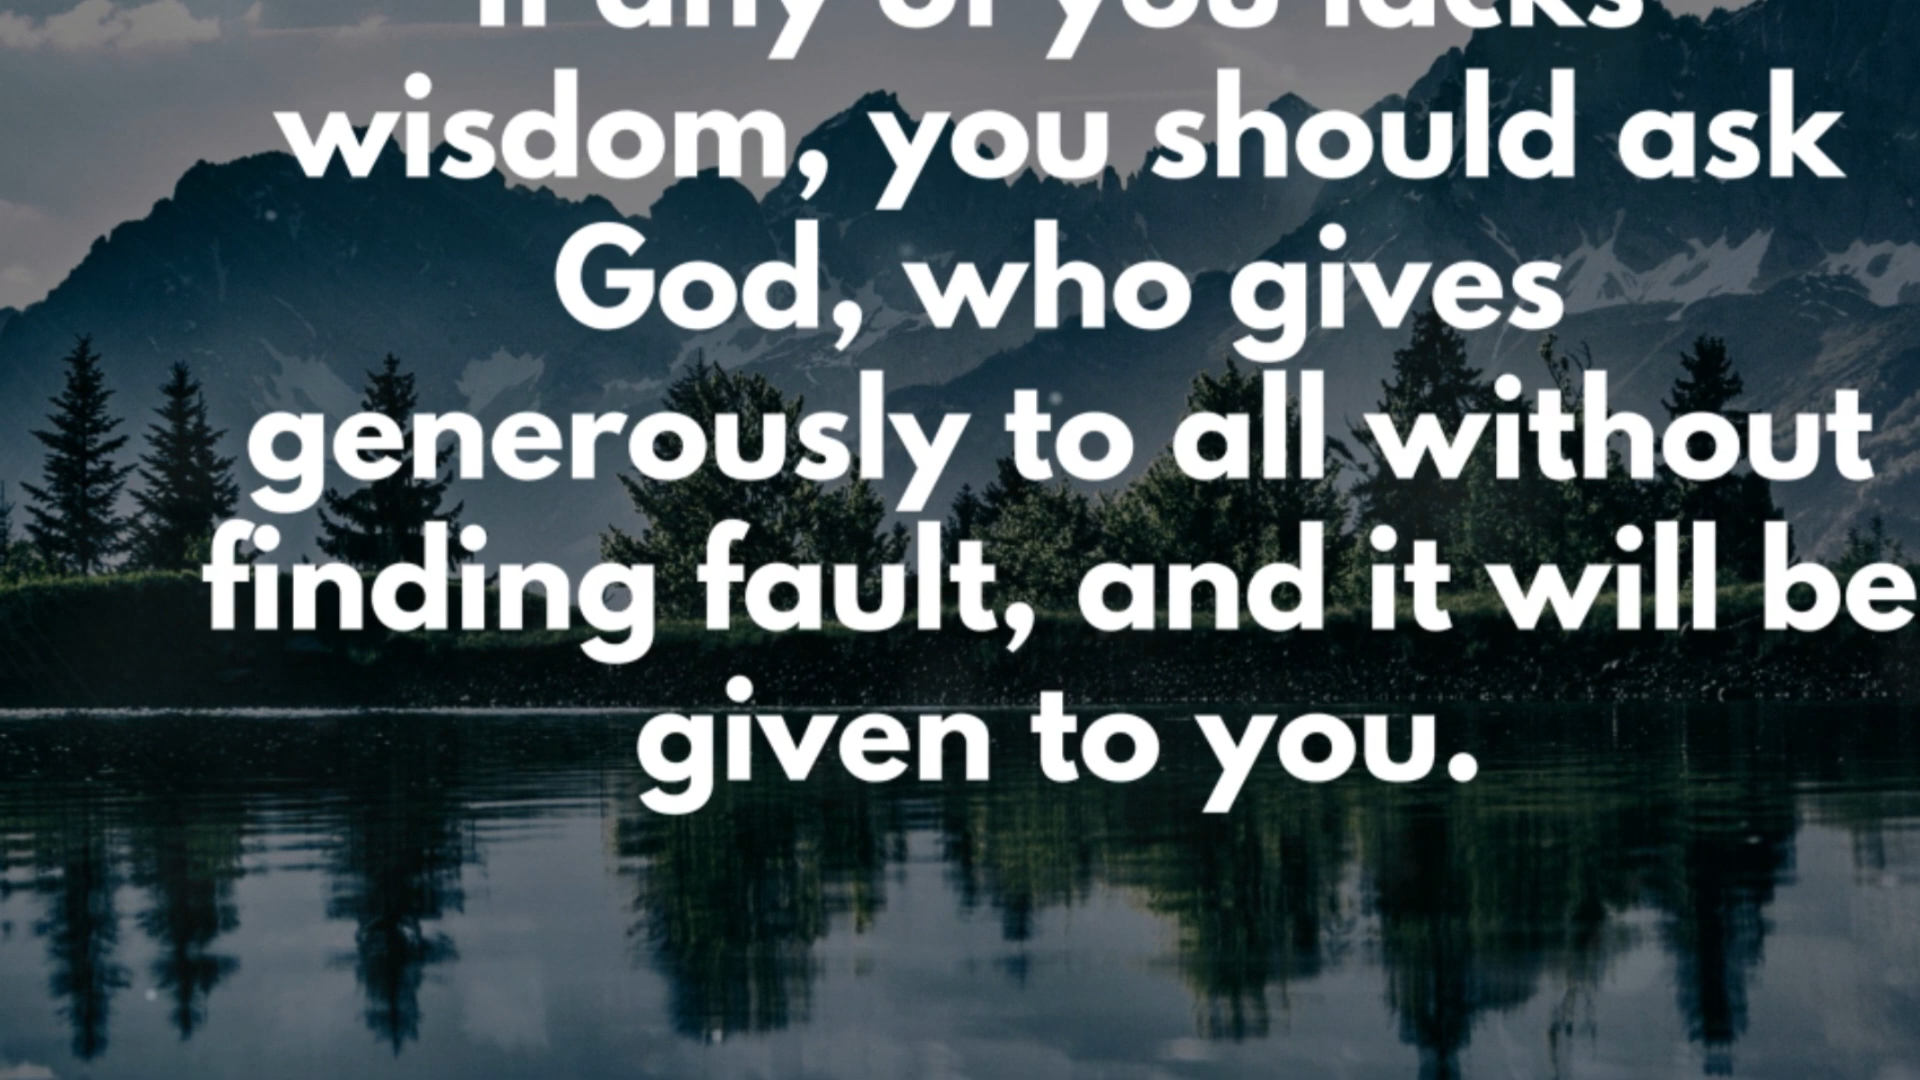 If any of you lacks
wisdom, you should ask
God, who gives
generously to all without
finding fault, and it will be
given to you.